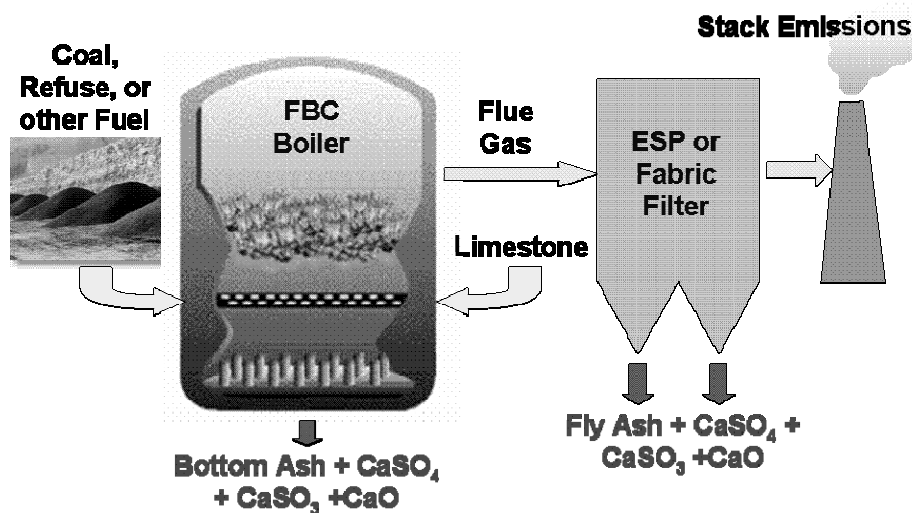 Stack Emissions
Coal,
Refuse, or
other Fuel
FBC
Boiler
Flue
Gas
ESP or
Fabric
Filter
Limestone
Bottom Ash + CaSO₄
+ CaSO₃ +CaO
Fly Ash + CaSO₄ +
CaSO₃ +CaO